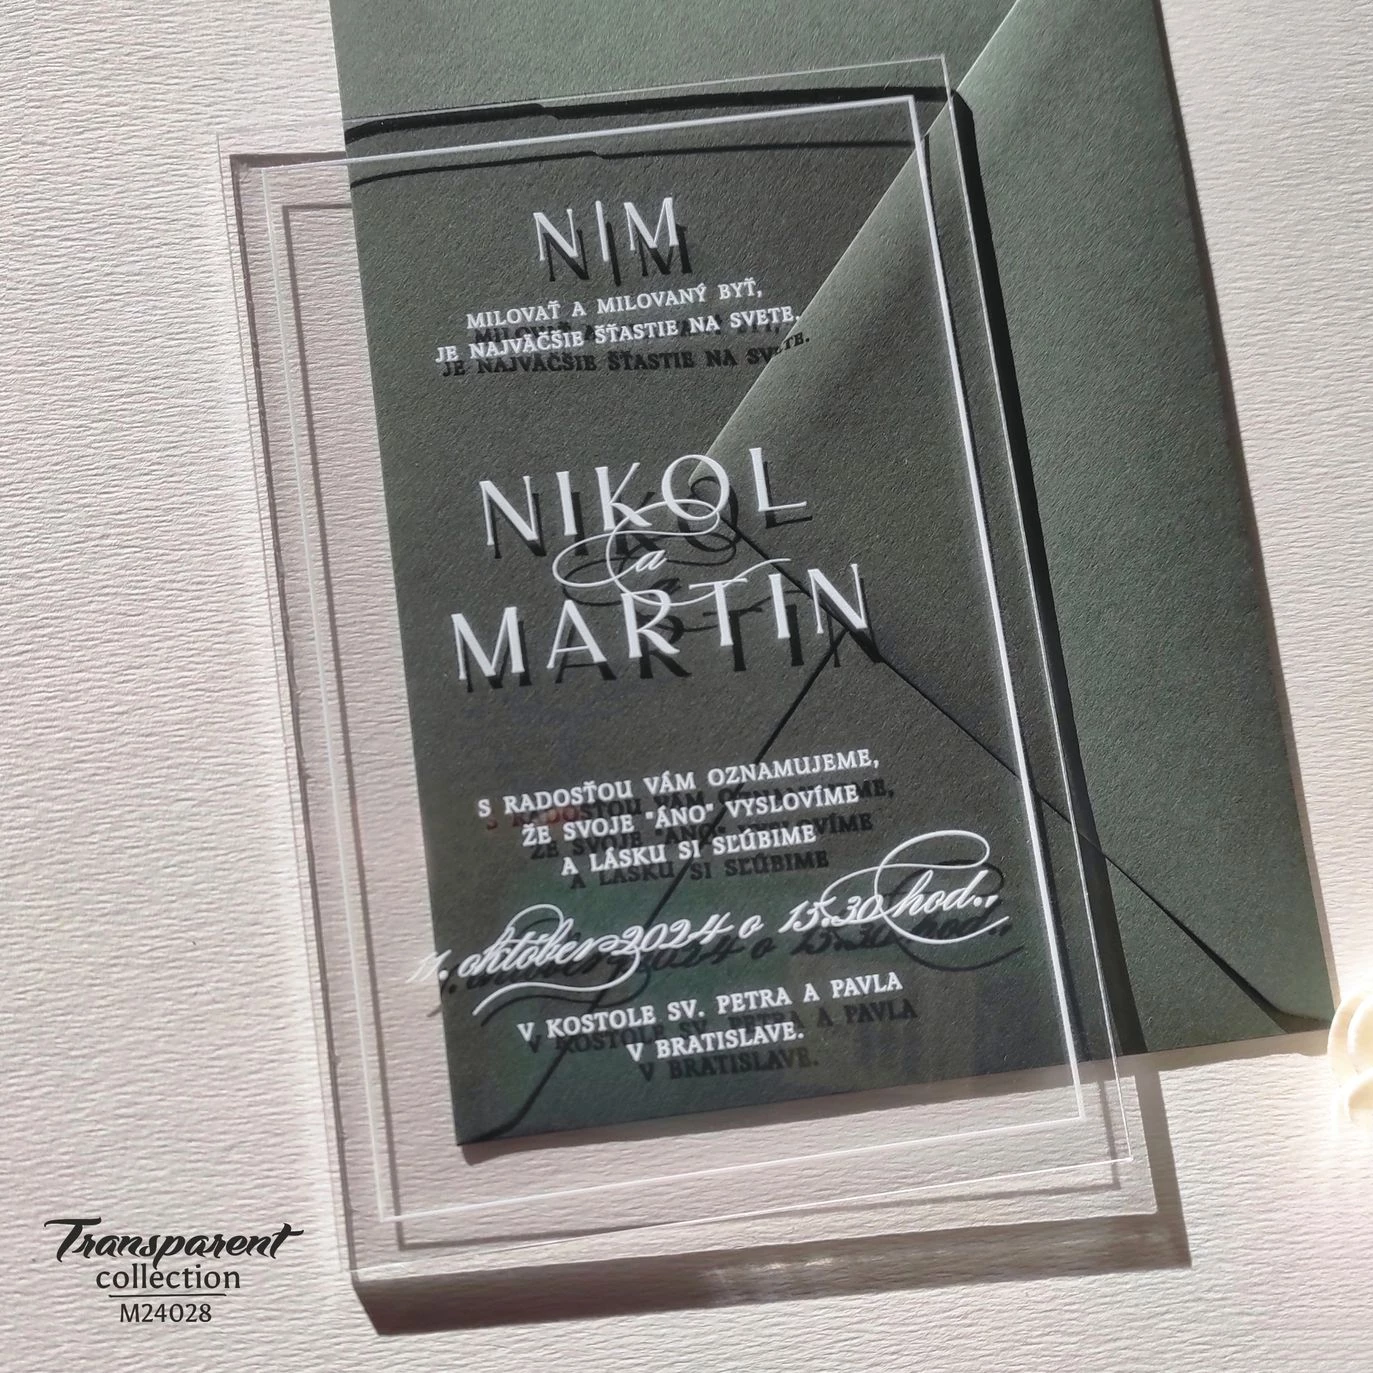 N|M
MILOVAŤ A MILOVANÝ BYŤ,
JE NAJVÄČŠIE ŠŤASTIE NA SVETE.
NIKOL
a
MARTIN
S RADOSŤOU VÁM OZNAMUJEME,
ŽE SVOJE "ÁNO" VYSLOVÍME
A LÁSKU SI SĽÚBIME
október 2024 o 13.30 hod.,
V KOSTOLE SV. PETRA A PAVLA
V BRATISLAVE.
Transparent
collection
M24028